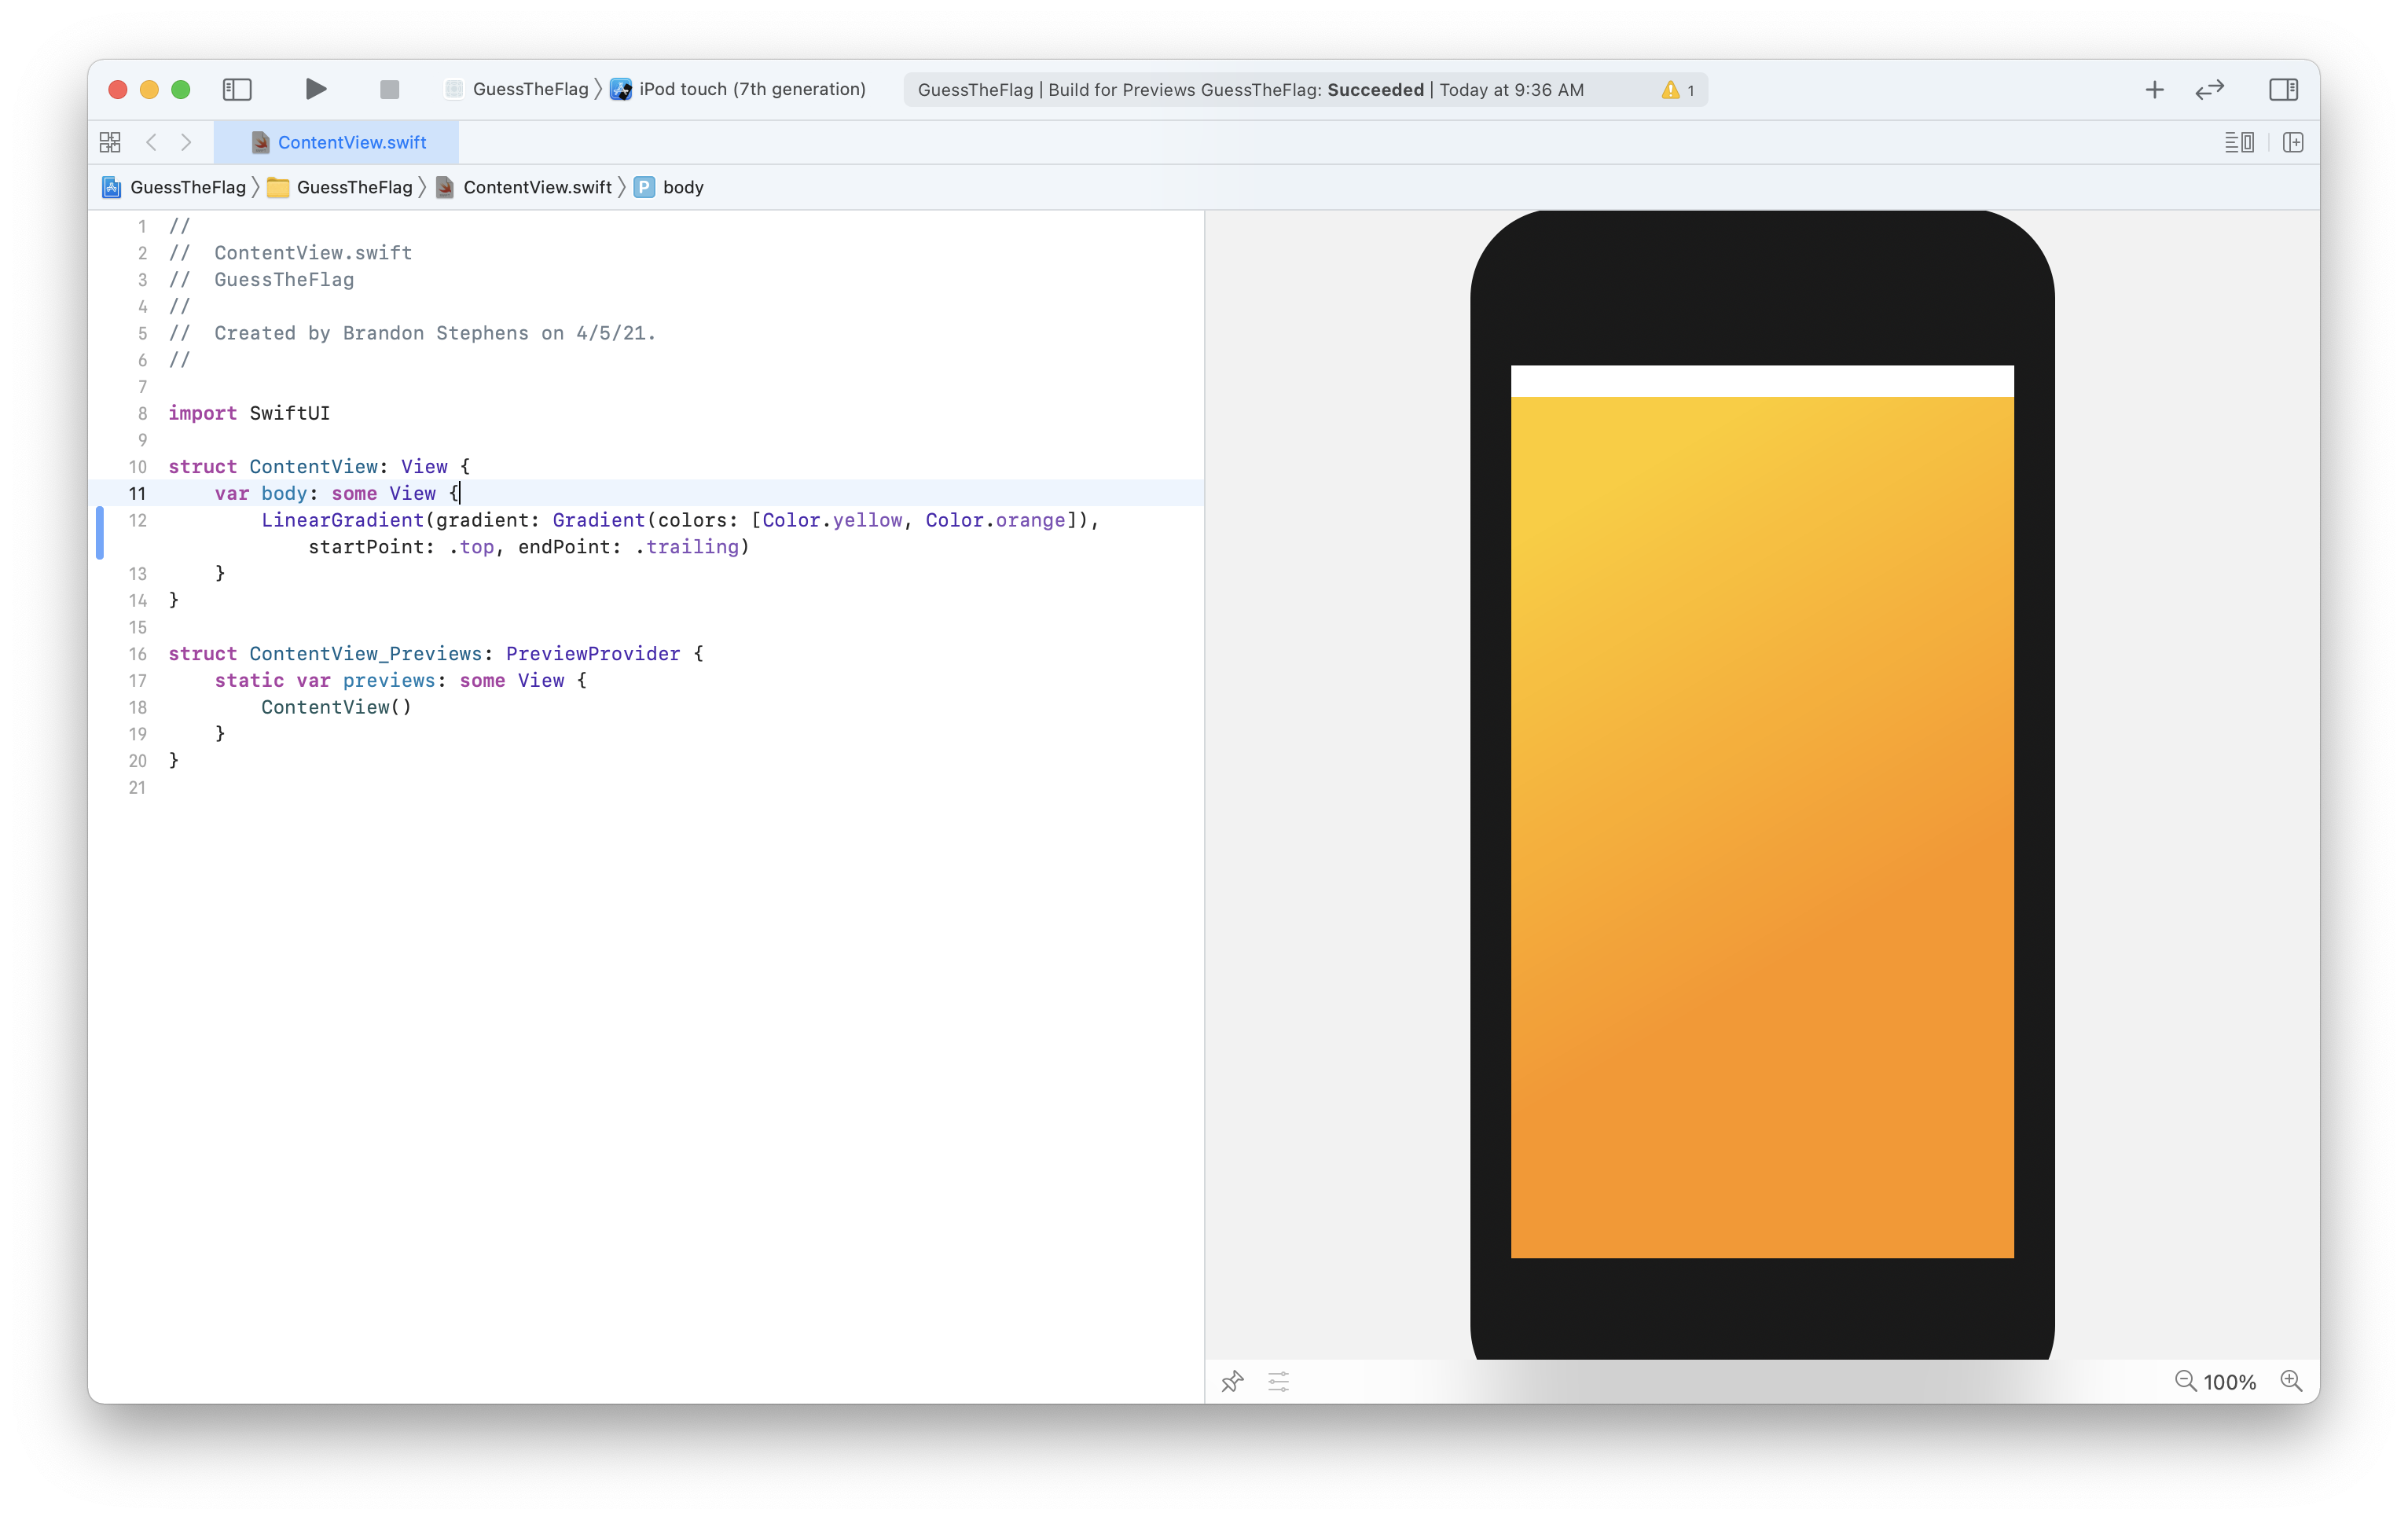 GuessTheFlag 〉 iPod touch (7th generation)
GuessTheFlag | Build for Previews GuessTheFlag: Succeeded | Today at 9:36 AM
1
ContentView.swift
GuessTheFlag 〉 GuessTheFlag 〉 ContentView.swift 〉 P body
1 //
2 //  ContentView.swift
3 //  GuessTheFlag
4 //
5 //  Created by Brandon Stephens on 4/5/21.
6 //
7
8 import SwiftUI
9
10 struct ContentView: View {
11     var body: some View {
12         LinearGradient(gradient: Gradient(colors: [Color.yellow, Color.orange]),
            startPoint: .top, endPoint: .trailing)
13     }
14 }
15
16 struct ContentView_Previews: PreviewProvider {
17     static var previews: some View {
18         ContentView()
19     }
20 }
21
100%